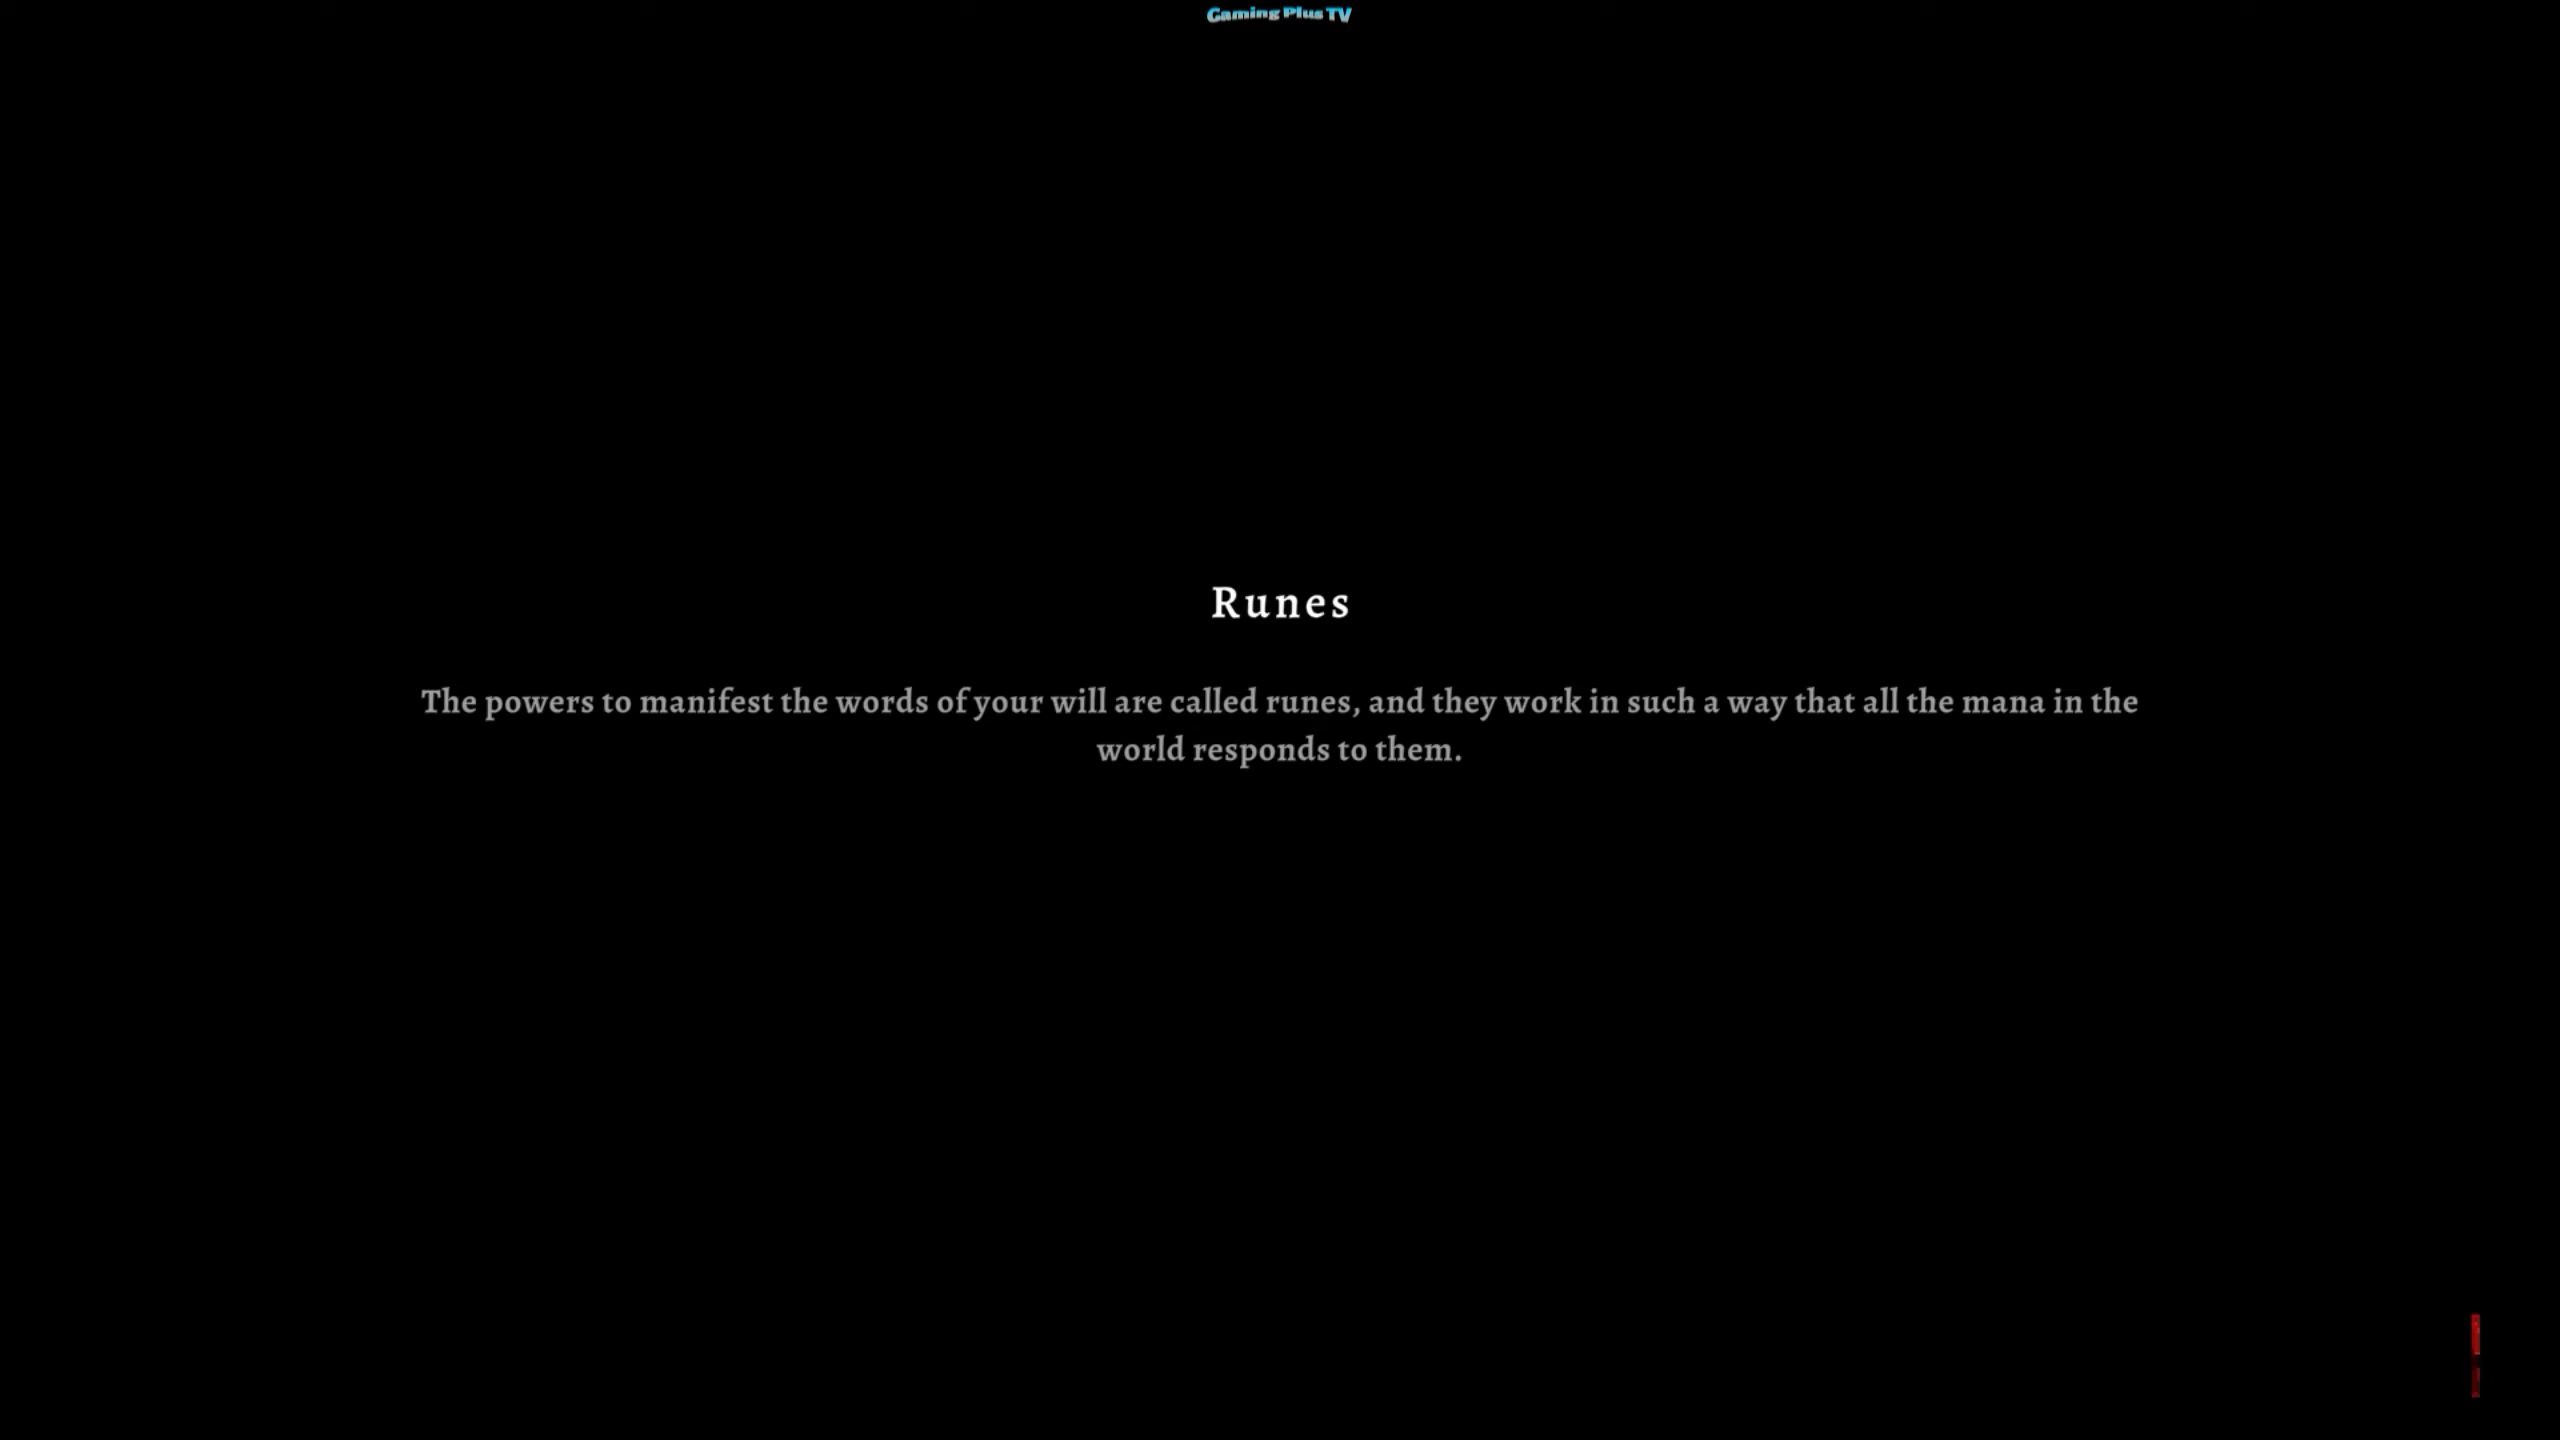 Gaming Plus TV
Runes
The powers to manifest the words of your will are called runes, and they work in such a way that all the mana in the
world responds to them.